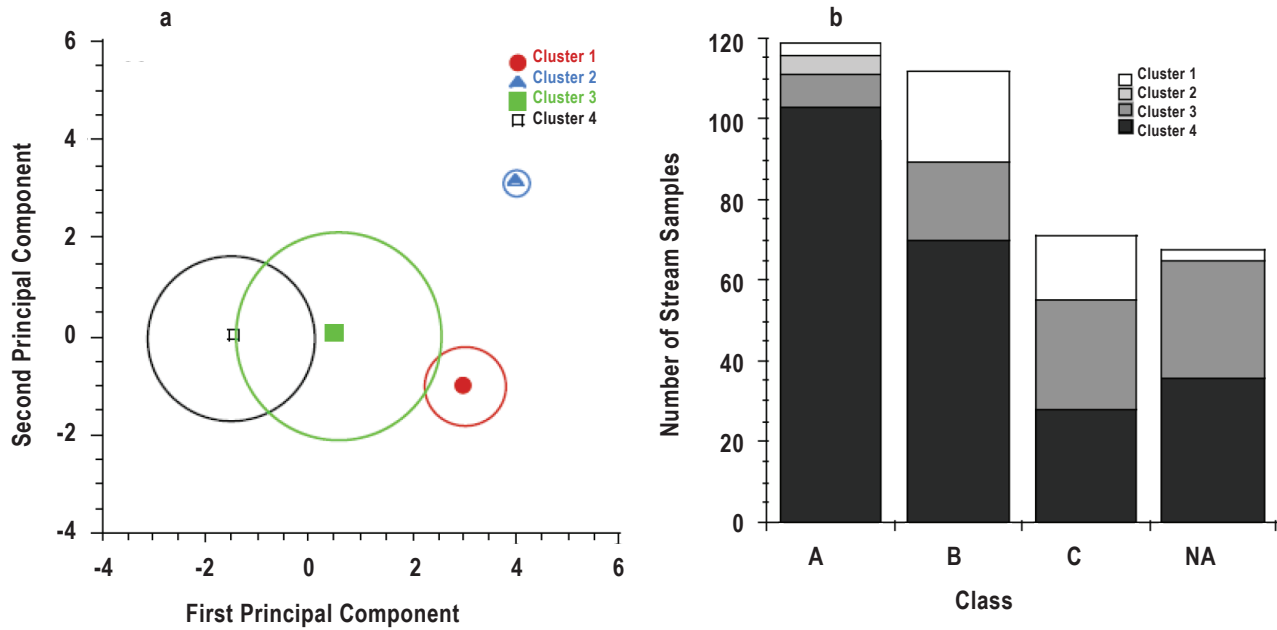 a
6
4
2
0
-2
-4
Second Principal Component
-4
-2
0
2
4
6
First Principal Component
Cluster 1
Cluster 2
Cluster 3
Cluster 4
b
120
100
80
60
40
20
0
Number of Stream Samples
Cluster 1
Cluster 2
Cluster 3
Cluster 4
A
B
C
NA
Class